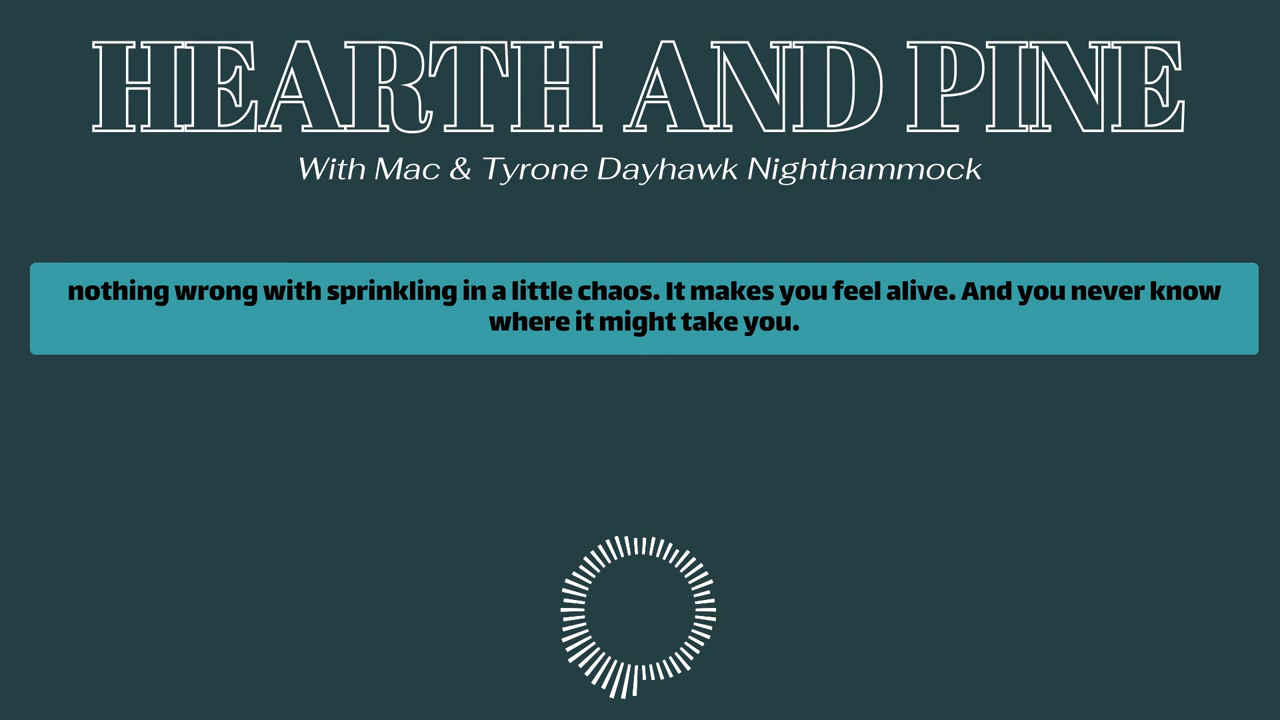 HEARTH AND PINE
With Mac & Tyrone Dayhawk Nighthammock
nothing wrong with sprinkling in a little chaos. It makes you feel alive. And you never know
where it might take you.